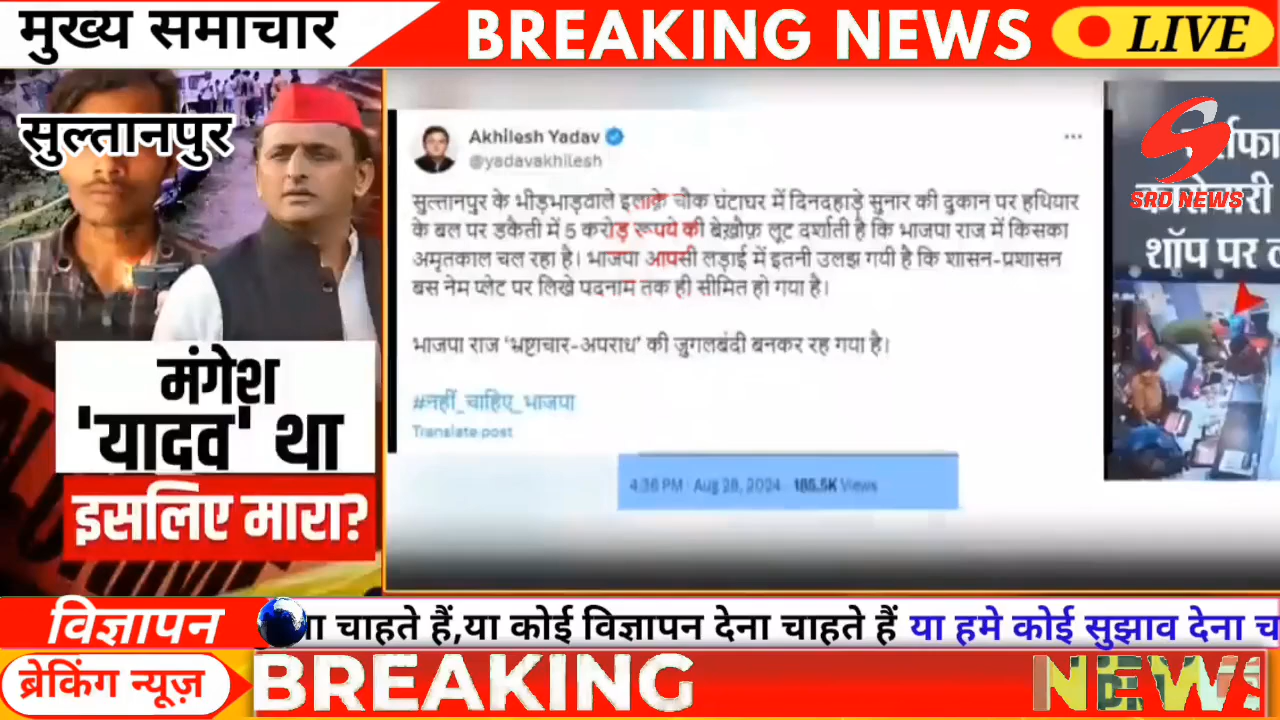 मुख्य समाचार
BREAKING NEWS
LIVE
सुल्तानपुर
मंगेश
'यादव' था
इसलिए मारा?
Akhilesh Yadav
@yadavakhilesh
सुल्तानपुर के भीड़भाड़वाले इलाक़े चौक घंटाघर में दिनदहाड़े सुनार की दुकान पर हथियार
के बल पर डकेती में 5 करोड़ रूपये की बेख़ौफ़ लूट दर्शाती है कि भाजपा राज में किसका
अमृतकाल चल रहा है। भाजपा आपसी लड़ाई में इतनी उलझ गयी है कि शासन-प्रशासन
बस नेम प्लेट पर लिखे पदनाम तक ही सीमित हो गया है।
भाजपा राज 'भ्रष्टाचार-अपराध' की जुगलबंदी बनकर रह गया है।
#नहीं_चाहिए_भाजपा
Translate post
4:36 PM · Aug 28, 2024 · 185.5K Views
SRD NEWS
शॉप पर
विज्ञापन
चाहते हैं,या कोई विज्ञापन देना चाहते हैं या हमे कोई सुझाव देना
ब्रेकिंग न्यूज़
BREAKING
NEWS